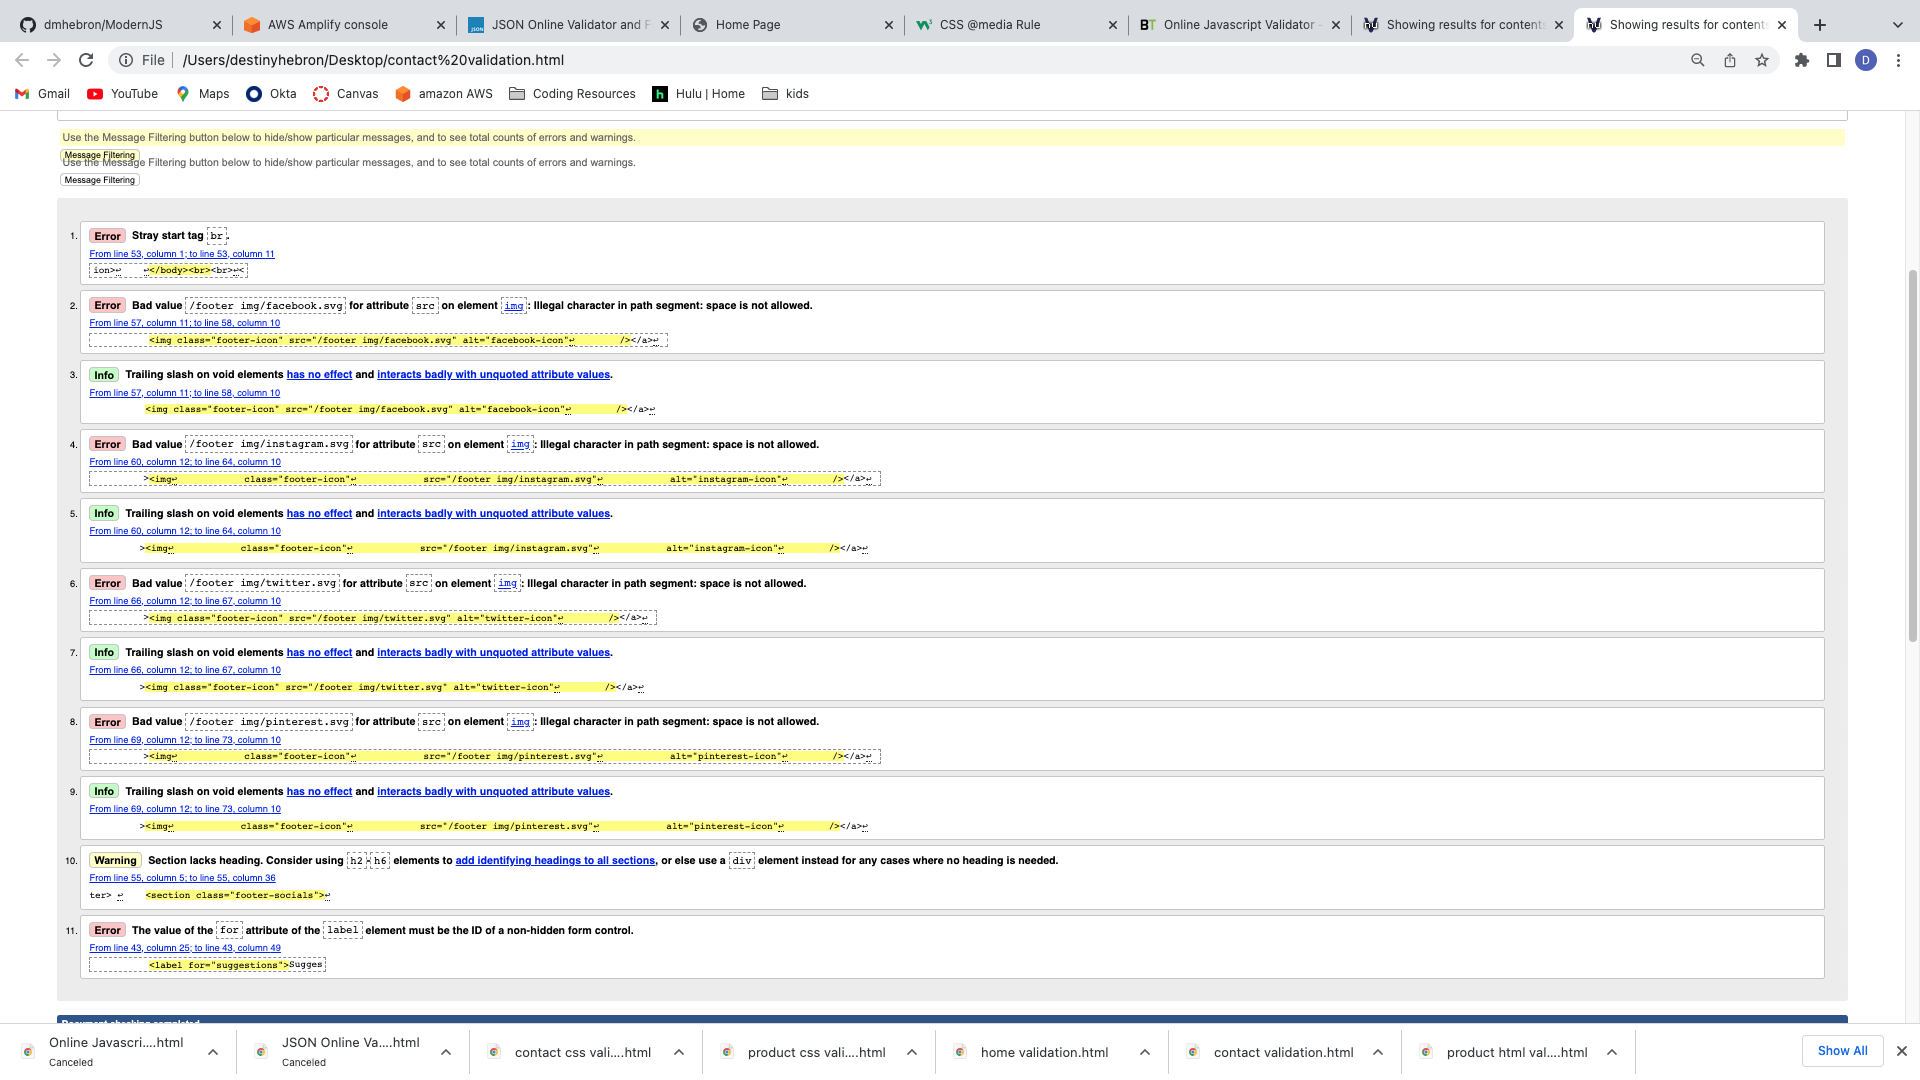 dmhebron/ModernJS
AWS Amplify console
JSON Online Validator and F
Home Page
CSS @media Rule
Online Javascript Validator -
Showing results for content
Showing results for content
File
/Users/destinyhebron/Desktop/contact%20validation.html
D
Gmail
YouTube
Maps
Okta
Canvas
amazon AWS
Coding Resources
Hulu | Home
kids
Use the Message Filtering button below to hide/show particular messages, and to see total counts of errors and warnings.
Message Filtering
Use the Message Filtering button below to hide/show particular messages, and to see total counts of errors and warnings.
Message Filtering
1. Error Stray start tag br.
From line 53, column 1; to line 53, column 11
ion>↩ ↩</body><br><br>↩<
2. Error Bad value /footer img/facebook.svg for attribute src on element img: Illegal character in path segment: space is not allowed.
From line 57, column 11; to line 58, column 10
<img class="footer-icon" src="/footer img/facebook.svg" alt="facebook-icon"↩ /></a>↩
3. Info Trailing slash on void elements has no effect and interacts badly with unquoted attribute values.
From line 57, column 11; to line 58, column 10
<img class="footer-icon" src="/footer img/facebook.svg" alt="facebook-icon"↩ /></a>↩
4. Error Bad value /footer img/instagram.svg for attribute src on element img: Illegal character in path segment: space is not allowed.
From line 60, column 12; to line 64, column 10
><img↩ class="footer-icon"↩ src="/footer img/instagram.svg"↩ alt="instagram-icon"↩ /></a>↩
5. Info Trailing slash on void elements has no effect and interacts badly with unquoted attribute values.
From line 60, column 12; to line 64, column 10
><img↩ class="footer-icon"↩ src="/footer img/instagram.svg"↩ alt="instagram-icon"↩ /></a>↩
6. Error Bad value /footer img/twitter.svg for attribute src on element img: Illegal character in path segment: space is not allowed.
From line 66, column 12; to line 67, column 10
><img class="footer-icon" src="/footer img/twitter.svg" alt="twitter-icon"↩ /></a>↩
7. Info Trailing slash on void elements has no effect and interacts badly with unquoted attribute values.
From line 66, column 12; to line 67, column 10
><img class="footer-icon" src="/footer img/twitter.svg" alt="twitter-icon"↩ /></a>↩
8. Error Bad value /footer img/pinterest.svg for attribute src on element img: Illegal character in path segment: space is not allowed.
From line 69, column 12; to line 73, column 10
><img↩ class="footer-icon"↩ src="/footer img/pinterest.svg"↩ alt="pinterest-icon"↩ /></a>↩
9. Info Trailing slash on void elements has no effect and interacts badly with unquoted attribute values.
From line 69, column 12; to line 73, column 10
><img↩ class="footer-icon"↩ src="/footer img/pinterest.svg"↩ alt="pinterest-icon"↩ /></a>↩
10. Warning Section lacks heading. Consider using h2-h6 elements to add identifying headings to all sections, or else use a div element instead for any cases where no heading is needed.
From line 55, column 5; to line 55, column 36
ter> ↩ <section class="footer-socials">↩
11. Error The value of the for attribute of the label element must be the ID of a non-hidden form control.
From line 43, column 25; to line 43, column 49
<label for="suggestions">Sugges
Document checking completed
Online Javascri....html
Canceled
JSON Online Va....html
Canceled
contact css vali....html
product css vali....html
home validation.html
contact validation.html
product html val....html
Show All